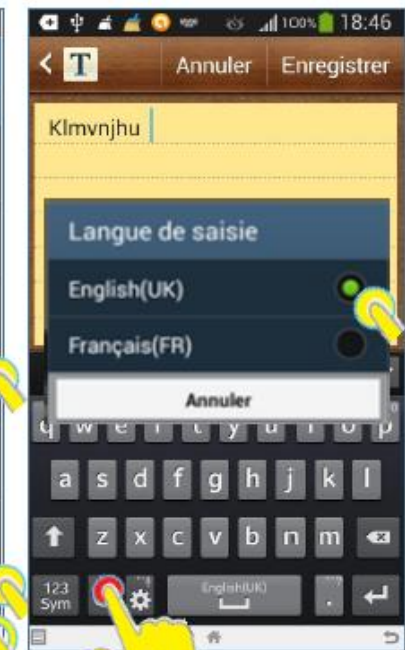 100% 18:46
T Annuler Enregistrer
Klmvnjhu
Langue de saisie
English(UK)
Français(FR)
Annuler
q w e r t y u i o p
a s d f g h j k l
z x c v b n m
123
Sym English(UK) .